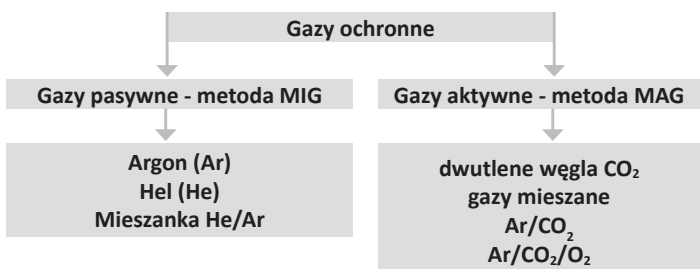 Gazy ochronne
Gazy pasywne - metoda MIG
Argon (Ar)
Hel (He)
Mieszanka He/Ar
Gazy aktywne - metoda MAG
dwutlene węgla CO₂
gazy mieszane
Ar/CO₂
Ar/CO₂/O₂